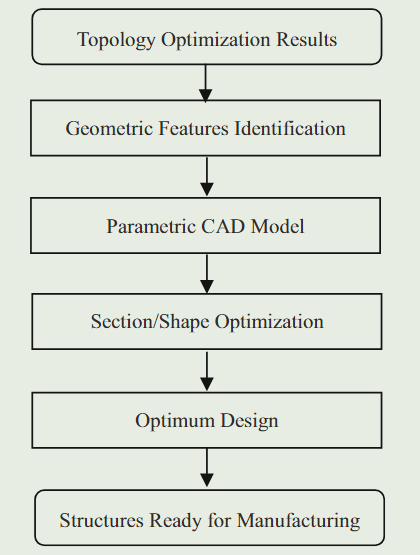 Topology Optimization Results
Geometric Features Identification
Parametric CAD Model
Section/Shape Optimization
Optimum Design
Structures Ready for Manufacturing